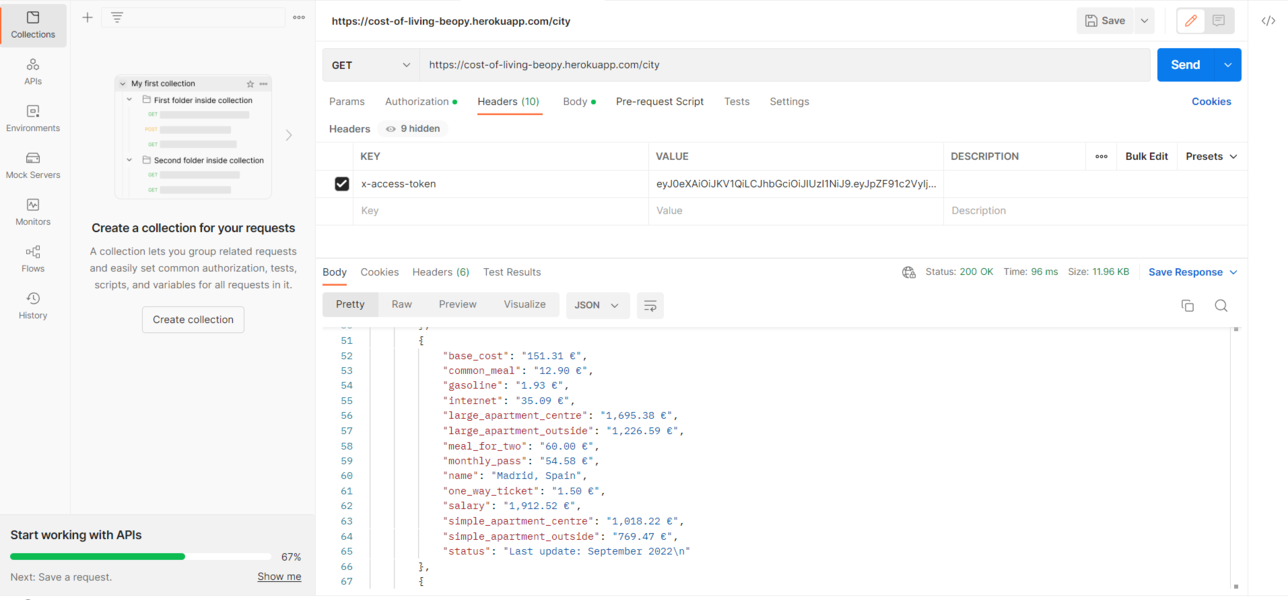 Collections
APIs
Environments
Mock Servers
Monitors
Flows
History
My first collection
First folder inside collection
GET
POST
GET
Second folder inside collection
GET
GET
Create a collection for your requests
A collection lets you group related requests
and easily set common authorization, tests,
scripts, and variables for all requests in it.
Create collection
Start working with APIs
67%
Next: Save a request.
Show me
https://cost-of-living-beopy.herokuapp.com/city
Save
GET
https://cost-of-living-beopy.herokuapp.com/city
Send
Params Authorization Headers (10) Body Pre-request Script Tests Settings Cookies
Headers 9 hidden
KEY VALUE DESCRIPTION Bulk Edit Presets
x-access-token eyJ0eXAiOiJKV1QiLCJhbGciOiJIUzI1NiJ9.eyJpZF91c2VyIj...
Key Value Description
Body Cookies Headers (6) Test Results Status: 200 OK Time: 96 ms Size: 11.96 KB Save Response
Pretty Raw Preview Visualize JSON
51 {
52 "base_cost": "151.31 €",
53 "common_meal": "12.90 €",
54 "gasoline": "1.93 €",
55 "internet": "35.09 €",
56 "large_apartment_centre": "1,695.38 €",
57 "large_apartment_outside": "1,226.59 €",
58 "meal_for_two": "60.00 €",
59 "monthly_pass": "54.58 €",
60 "name": "Madrid, Spain",
61 "one_way_ticket": "1.50 €",
62 "salary": "1,912.52 €",
63 "simple_apartment_centre": "1,018.22 €",
64 "simple_apartment_outside": "769.47 €",
65 "status": "Last update: September 2022\n"
66 },
67 {